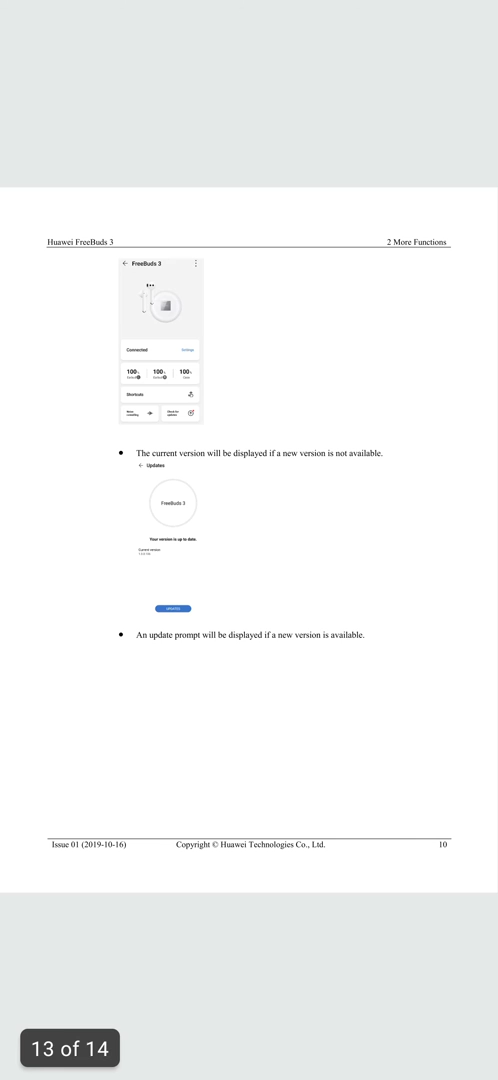 Huawei FreeBuds 3
2 More Functions
← FreeBuds 3
Connected
Settings
100%
100%
100%
Case
Shortcuts
Noise
cancelling
Check for
updates
• The current version will be displayed if a new version is not available.
← Updates
FreeBuds 3
Your version is up to date.
Current version
UPDATES
• An update prompt will be displayed if a new version is available.
Issue 01 (2019-10-16)
Copyright © Huawei Technologies Co., Ltd.
10
13 of 14